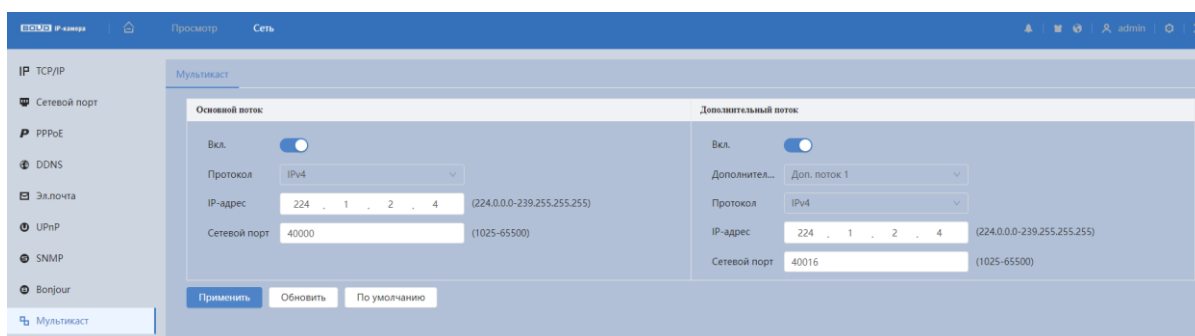 BOLID IP-камера Просмотр Сеть admin
IP TCP/IP
Сетевой порт
P PPPoE
DDNS
Эл.почта
UPnP
SNMP
Bonjour
Мультикаст
Мультикаст
Основной поток
Вкл.
Протокол IPv4
IP-адрес 224 . 1 . 2 . 4 (224.0.0.0-239.255.255.255)
Сетевой порт 40000 (1025-65500)
Дополнительный поток
Вкл.
Дополнител... Доп. поток 1
Протокол IPv4
IP-адрес 224 . 1 . 2 . 4 (224.0.0.0-239.255.255.255)
Сетевой порт 40016 (1025-65500)
Применить Обновить По умолчанию